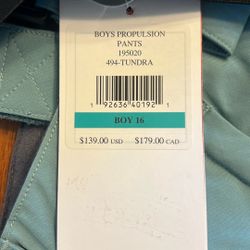 BOYS PROPULSION
PANTS
195020
494-TUNDRA
1 92636 40192 1
BOY 16
$139.00 USD $179.00 CAD